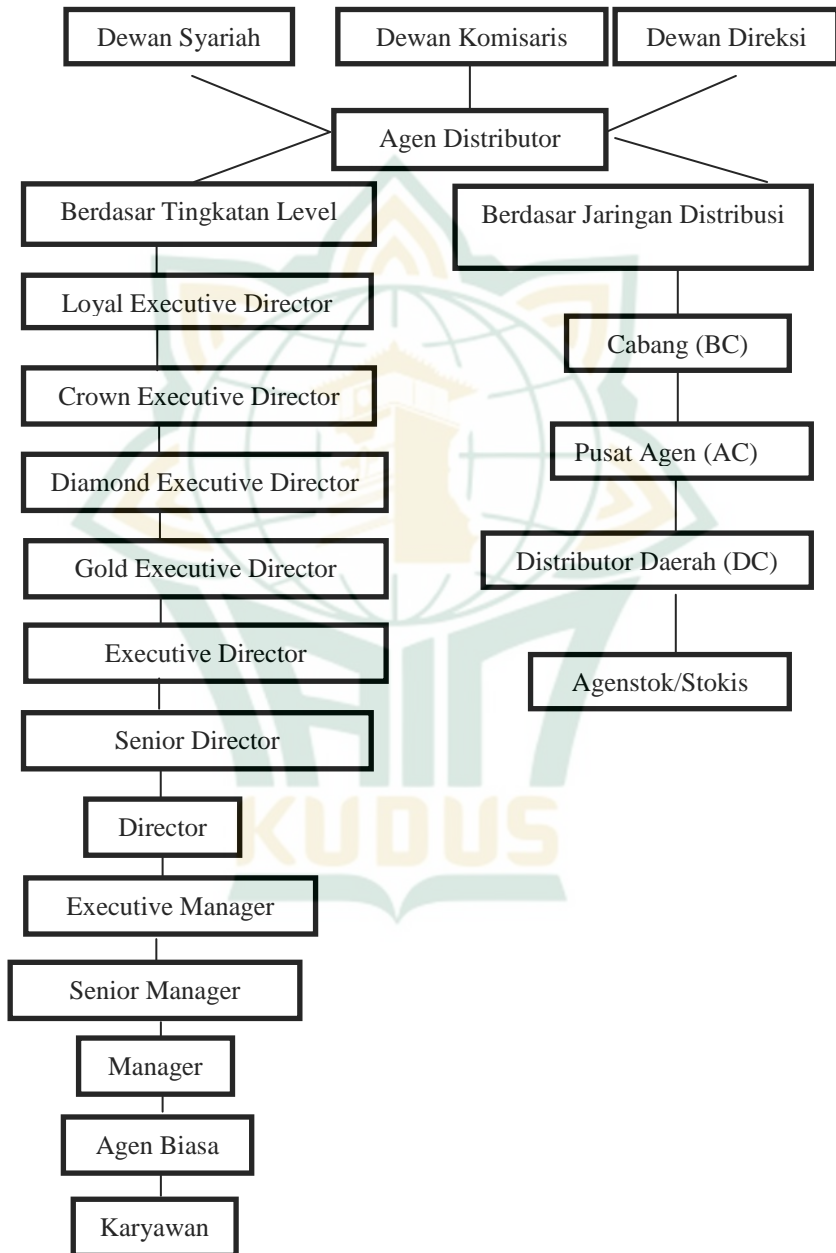 Dewan Syariah
Dewan Komisaris
Dewan Direksi
Agen Distributor
Berdasar Tingkatan Level
Loyal Executive Director
Crown Executive Director
Diamond Executive Director
Gold Executive Director
Executive Director
Senior Director
Director
Executive Manager
Senior Manager
Manager
Agen Biasa
Karyawan
Berdasar Jaringan Distribusi
Cabang (BC)
Pusat Agen (AC)
Distributor Daerah (DC)
Agenstok/Stokis
IAIN
KUDUS